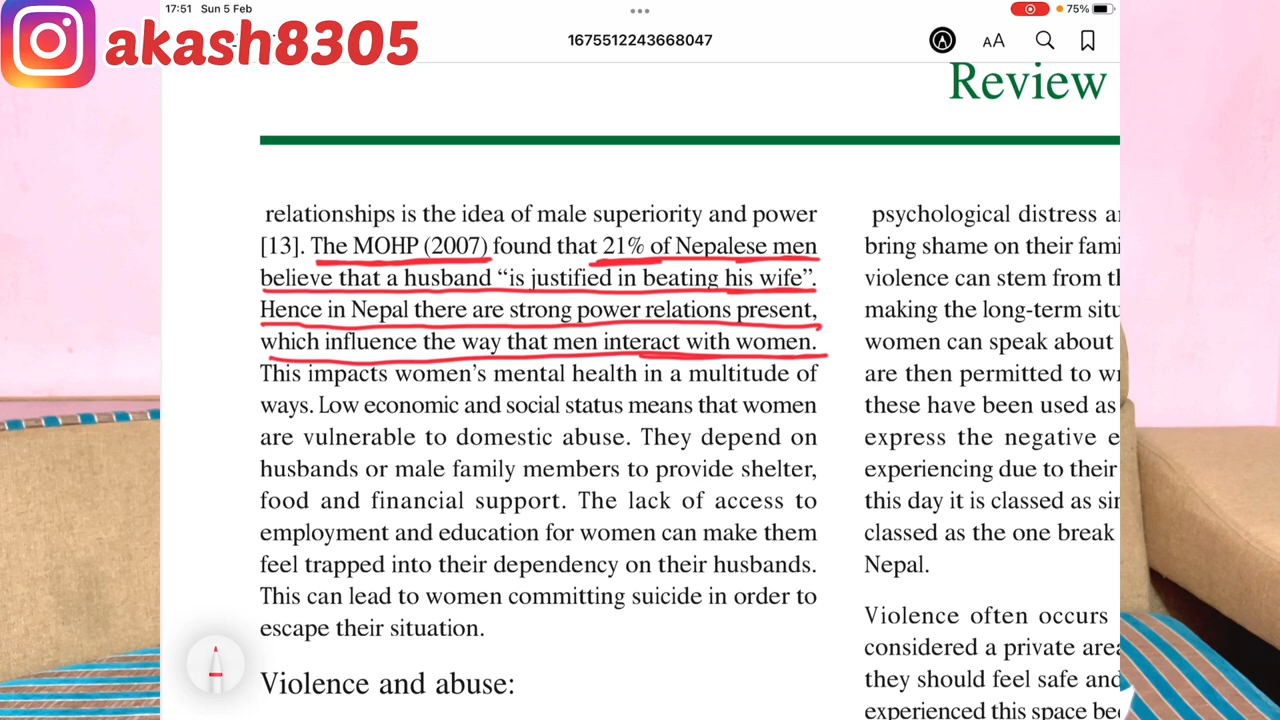 akash8305
17:51 Sun 5 Feb
1675512243668047
75%
AA
Review
relationships is the idea of male superiority and power
[13]. The MOHP (2007) found that 21% of Nepalese men
believe that a husband “is justified in beating his wife”.
Hence in Nepal there are strong power relations present,
which influence the way that men interact with women.
This impacts women’s mental health in a multitude of
ways. Low economic and social status means that women
are vulnerable to domestic abuse. They depend on
husbands or male family members to provide shelter,
food and financial support. The lack of access to
employment and education for women can make them
feel trapped into their dependency on their husbands.
This can lead to women committing suicide in order to
escape their situation.
Violence and abuse:
psychological distress
bring shame on their
violence can stem from
making the long-term
women can speak about
are then permitted to
these have been used as
express the negative
experiencing due to their
this day it is classed as
classed as the one break
Nepal.
Violence often occurs
considered a private
they should feel safe and
experienced this space